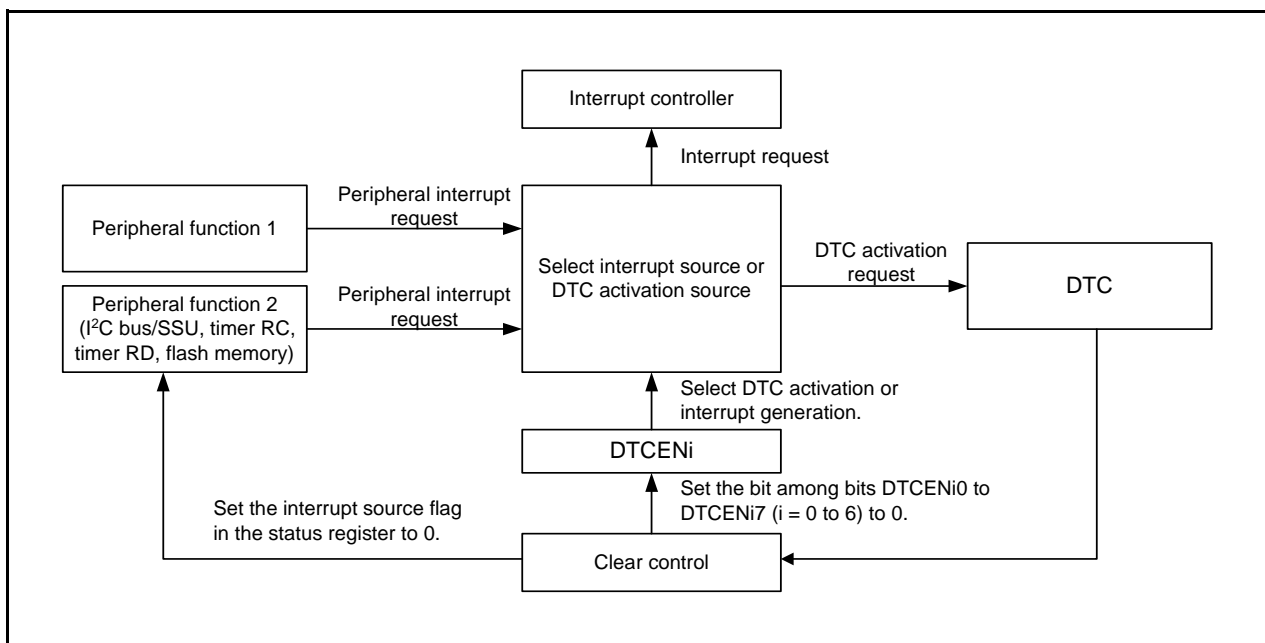 Interrupt controller
Interrupt request
Peripheral interrupt
request
Peripheral function 1
Select interrupt source or
DTC activation source
DTC activation
request
DTC
Peripheral function 2
(I²C bus/SSU, timer RC,
timer RD, flash memory)
Peripheral interrupt
request
Select DTC activation or
interrupt generation.
DTCENi
Set the interrupt source flag
in the status register to 0.
Set the bit among bits DTCENi0 to
DTCENi7 (i = 0 to 6) to 0.
Clear control